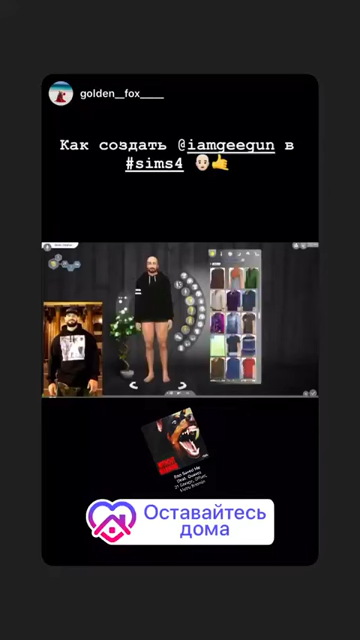 golden__fox____
Как создать @iamgeegun в
#sims4
Оставайтесь
дома